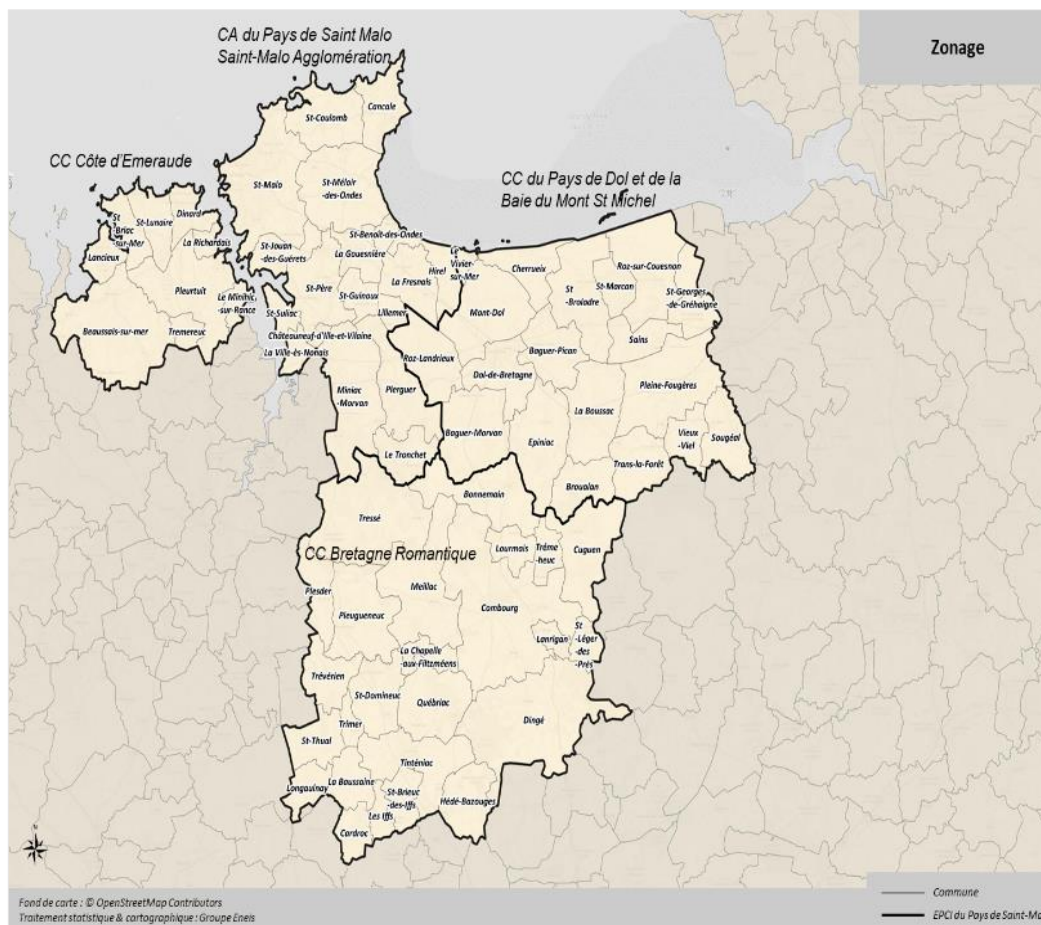 Zonage
CA du Pays de Saint Malo
Saint-Malo Agglomération
Cancale
St-Coulomb
CC Côte d'Emeraude
St-Malo
St-Méloir
-des-Ondes
CC du Pays de Dol et de la
Baie du Mont St Michel
St
-Briac
-sur-Mer
St-Lunaire
Dinard
La Richardais
Lancieux
St-Benoit-des-Ondes
St-Jouan
-des-Guérets
La Gouesnière
Le
Vivier-
sur-Mer
Hirel
La Fresnais
Cherrueix
Roz-sur-Couesnon
St-Marcan
St
-Broladre
St-Georges
-de-Gréhaigne
Pleurtuit
Le Minihic
-sur-Rance
St-Père
St-Guinoux
Lillemer
St-Suliac
Mont-Dol
Beaussais-sur-mer
Tremereuc
Châteauneuf-d'Ille-et-Vilaine
La Ville-ès-Nonais
Sains
Baguer-Pican
Roz-Landrieux
Dol-de-Bretagne
Pleine-Fougères
Miniac
-Morvan
Plerguer
La Boussac
Baguer-Morvan
Epiniac
Vieux
-Viel
Sougéal
Le Tronchet
Trans-la-Forêt
Broualan
Bonnemain
Tressé
CC Bretagne Romantique
Lourmais
Trême
-heuc
Cuguen
Plesder
Meillac
Pleugueneuc
Combourg
Lanrigan
St
-Léger
-des
-Prés
La Chapelle
-aux-Filtzméens
Trévérien
St-Domineuc
Québriac
Dingé
Trimer
St-Thual
Tinténiac
La Baussaine
Longaulnay
St-Brieuc
-des-Iffs
Hédé-Bazouges
Les Iffs
Cardroc
Fond de carte : © OpenStreetMap Contributors
Traitement statistique & cartographique : Groupe Eneis
Commune
EPCI du Pays de Saint-Ma